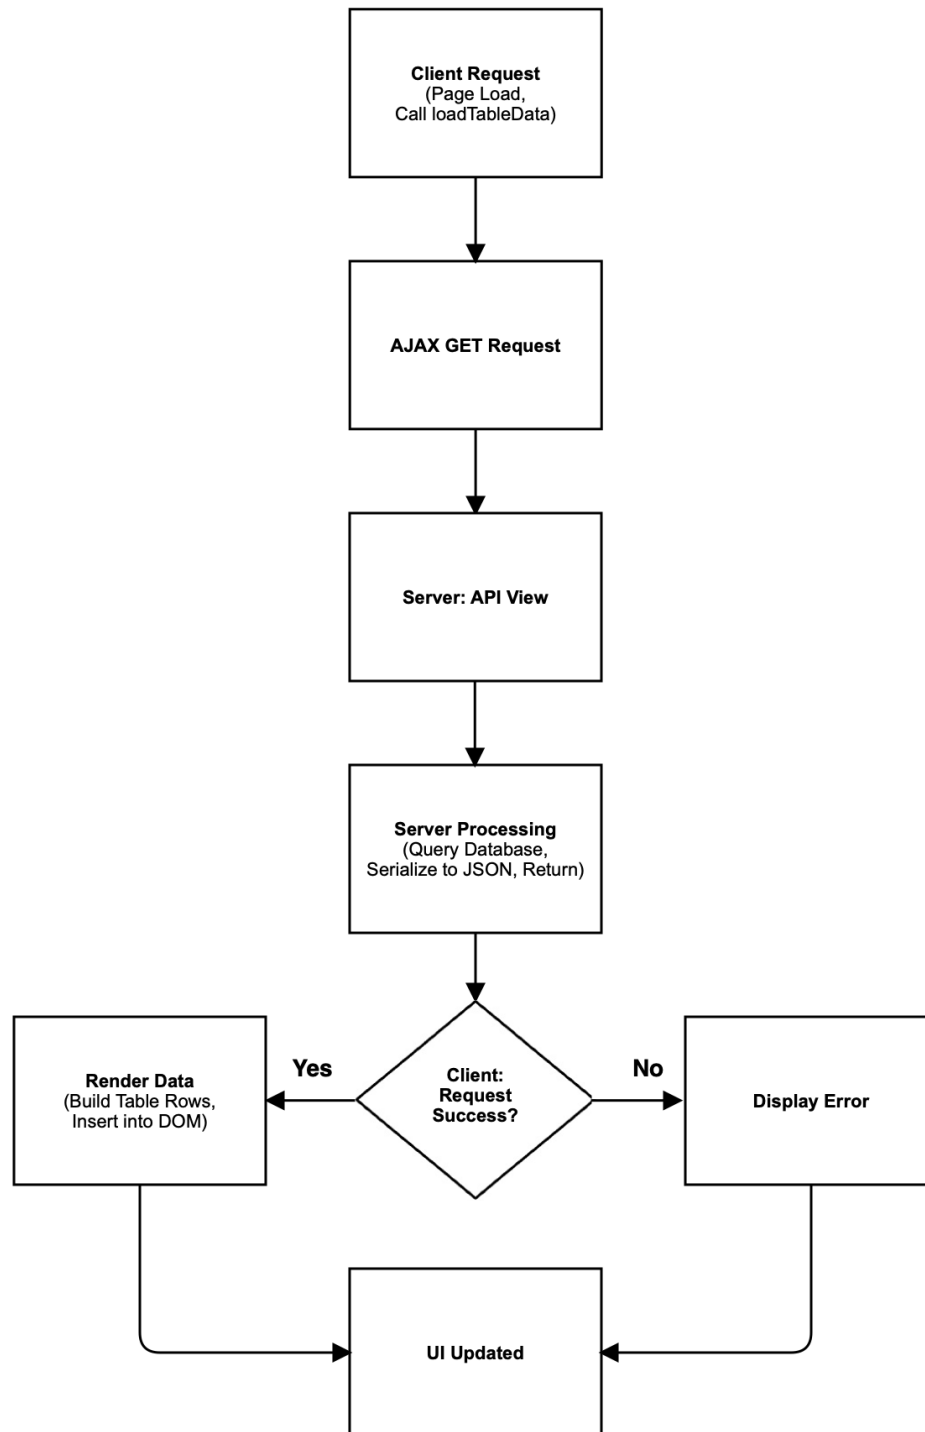 Client Request
(Page Load,
Call loadTableData)
AJAX GET Request
Server: API View
Server Processing
(Query Database,
Serialize to JSON, Return)
Client:
Request
Success?
Yes
No
Render Data
(Build Table Rows,
Insert into DOM)
Display Error
UI Updated